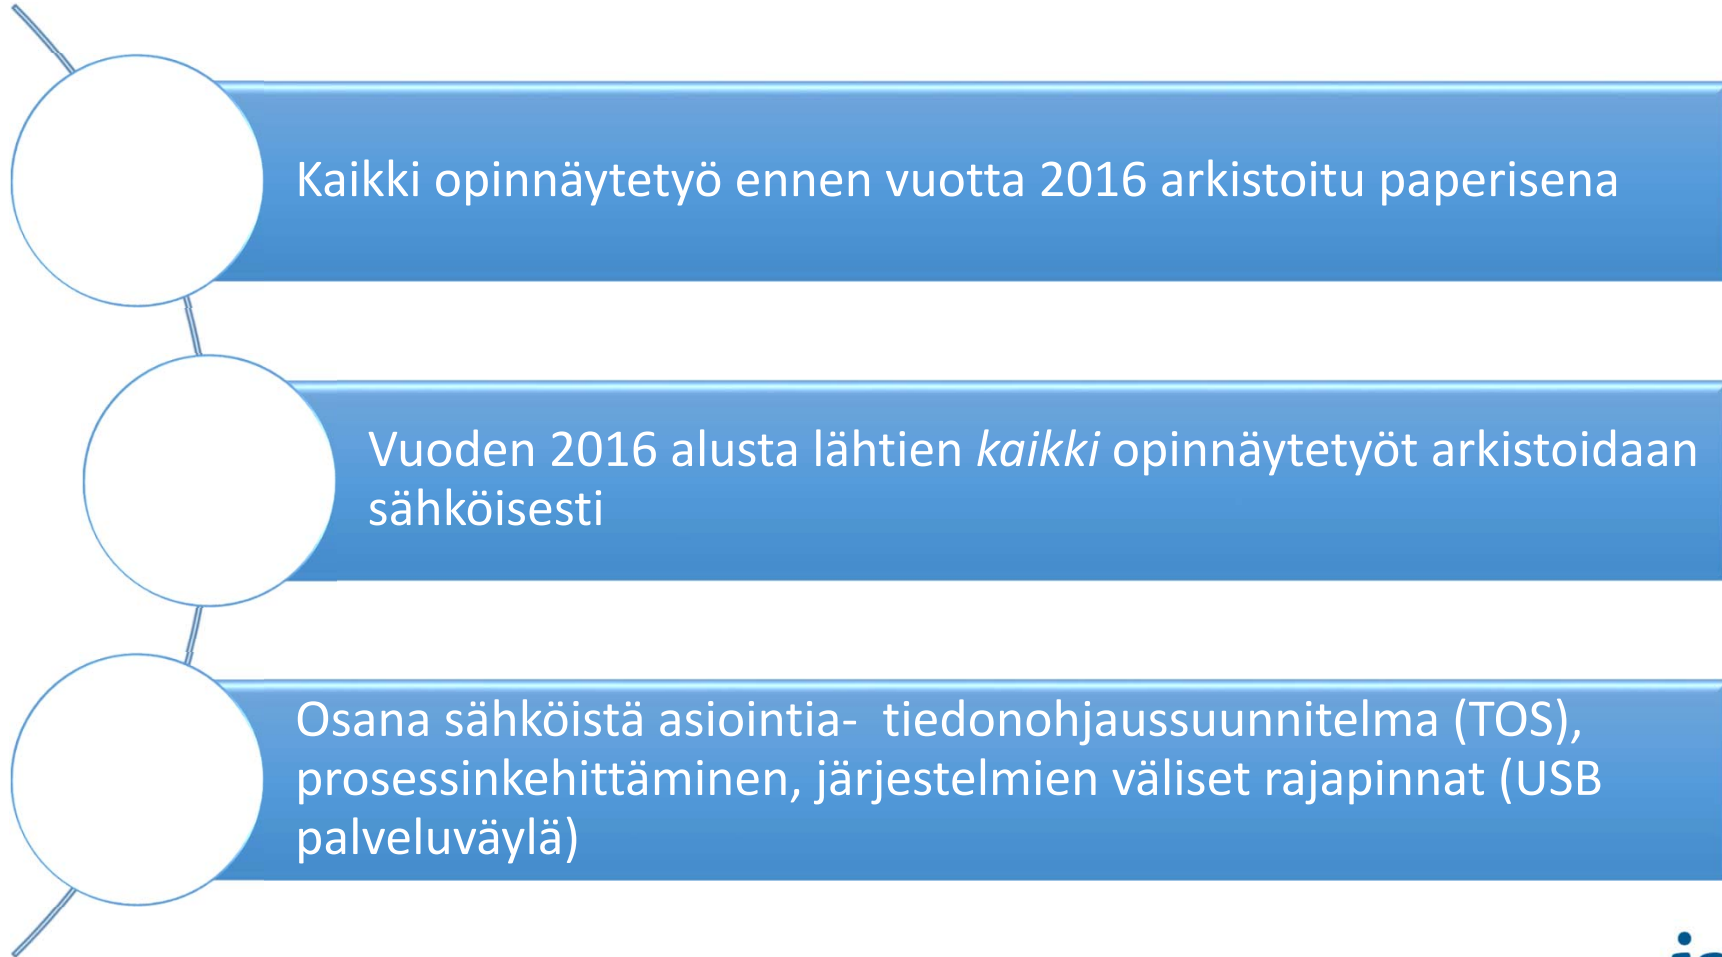 Kaikki opinnäytetyö ennen vuotta 2016 arkistoitu paperisena
Vuoden 2016 alusta lähtien kaikki opinnäytetyöt arkistoidaan
sähköisesti
Osana sähköistä asiointia- tiedonohjaussuunnitelma (TOS),
prosessinkehittäminen, järjestelmien väliset rajapinnat (USB
palveluväylä)